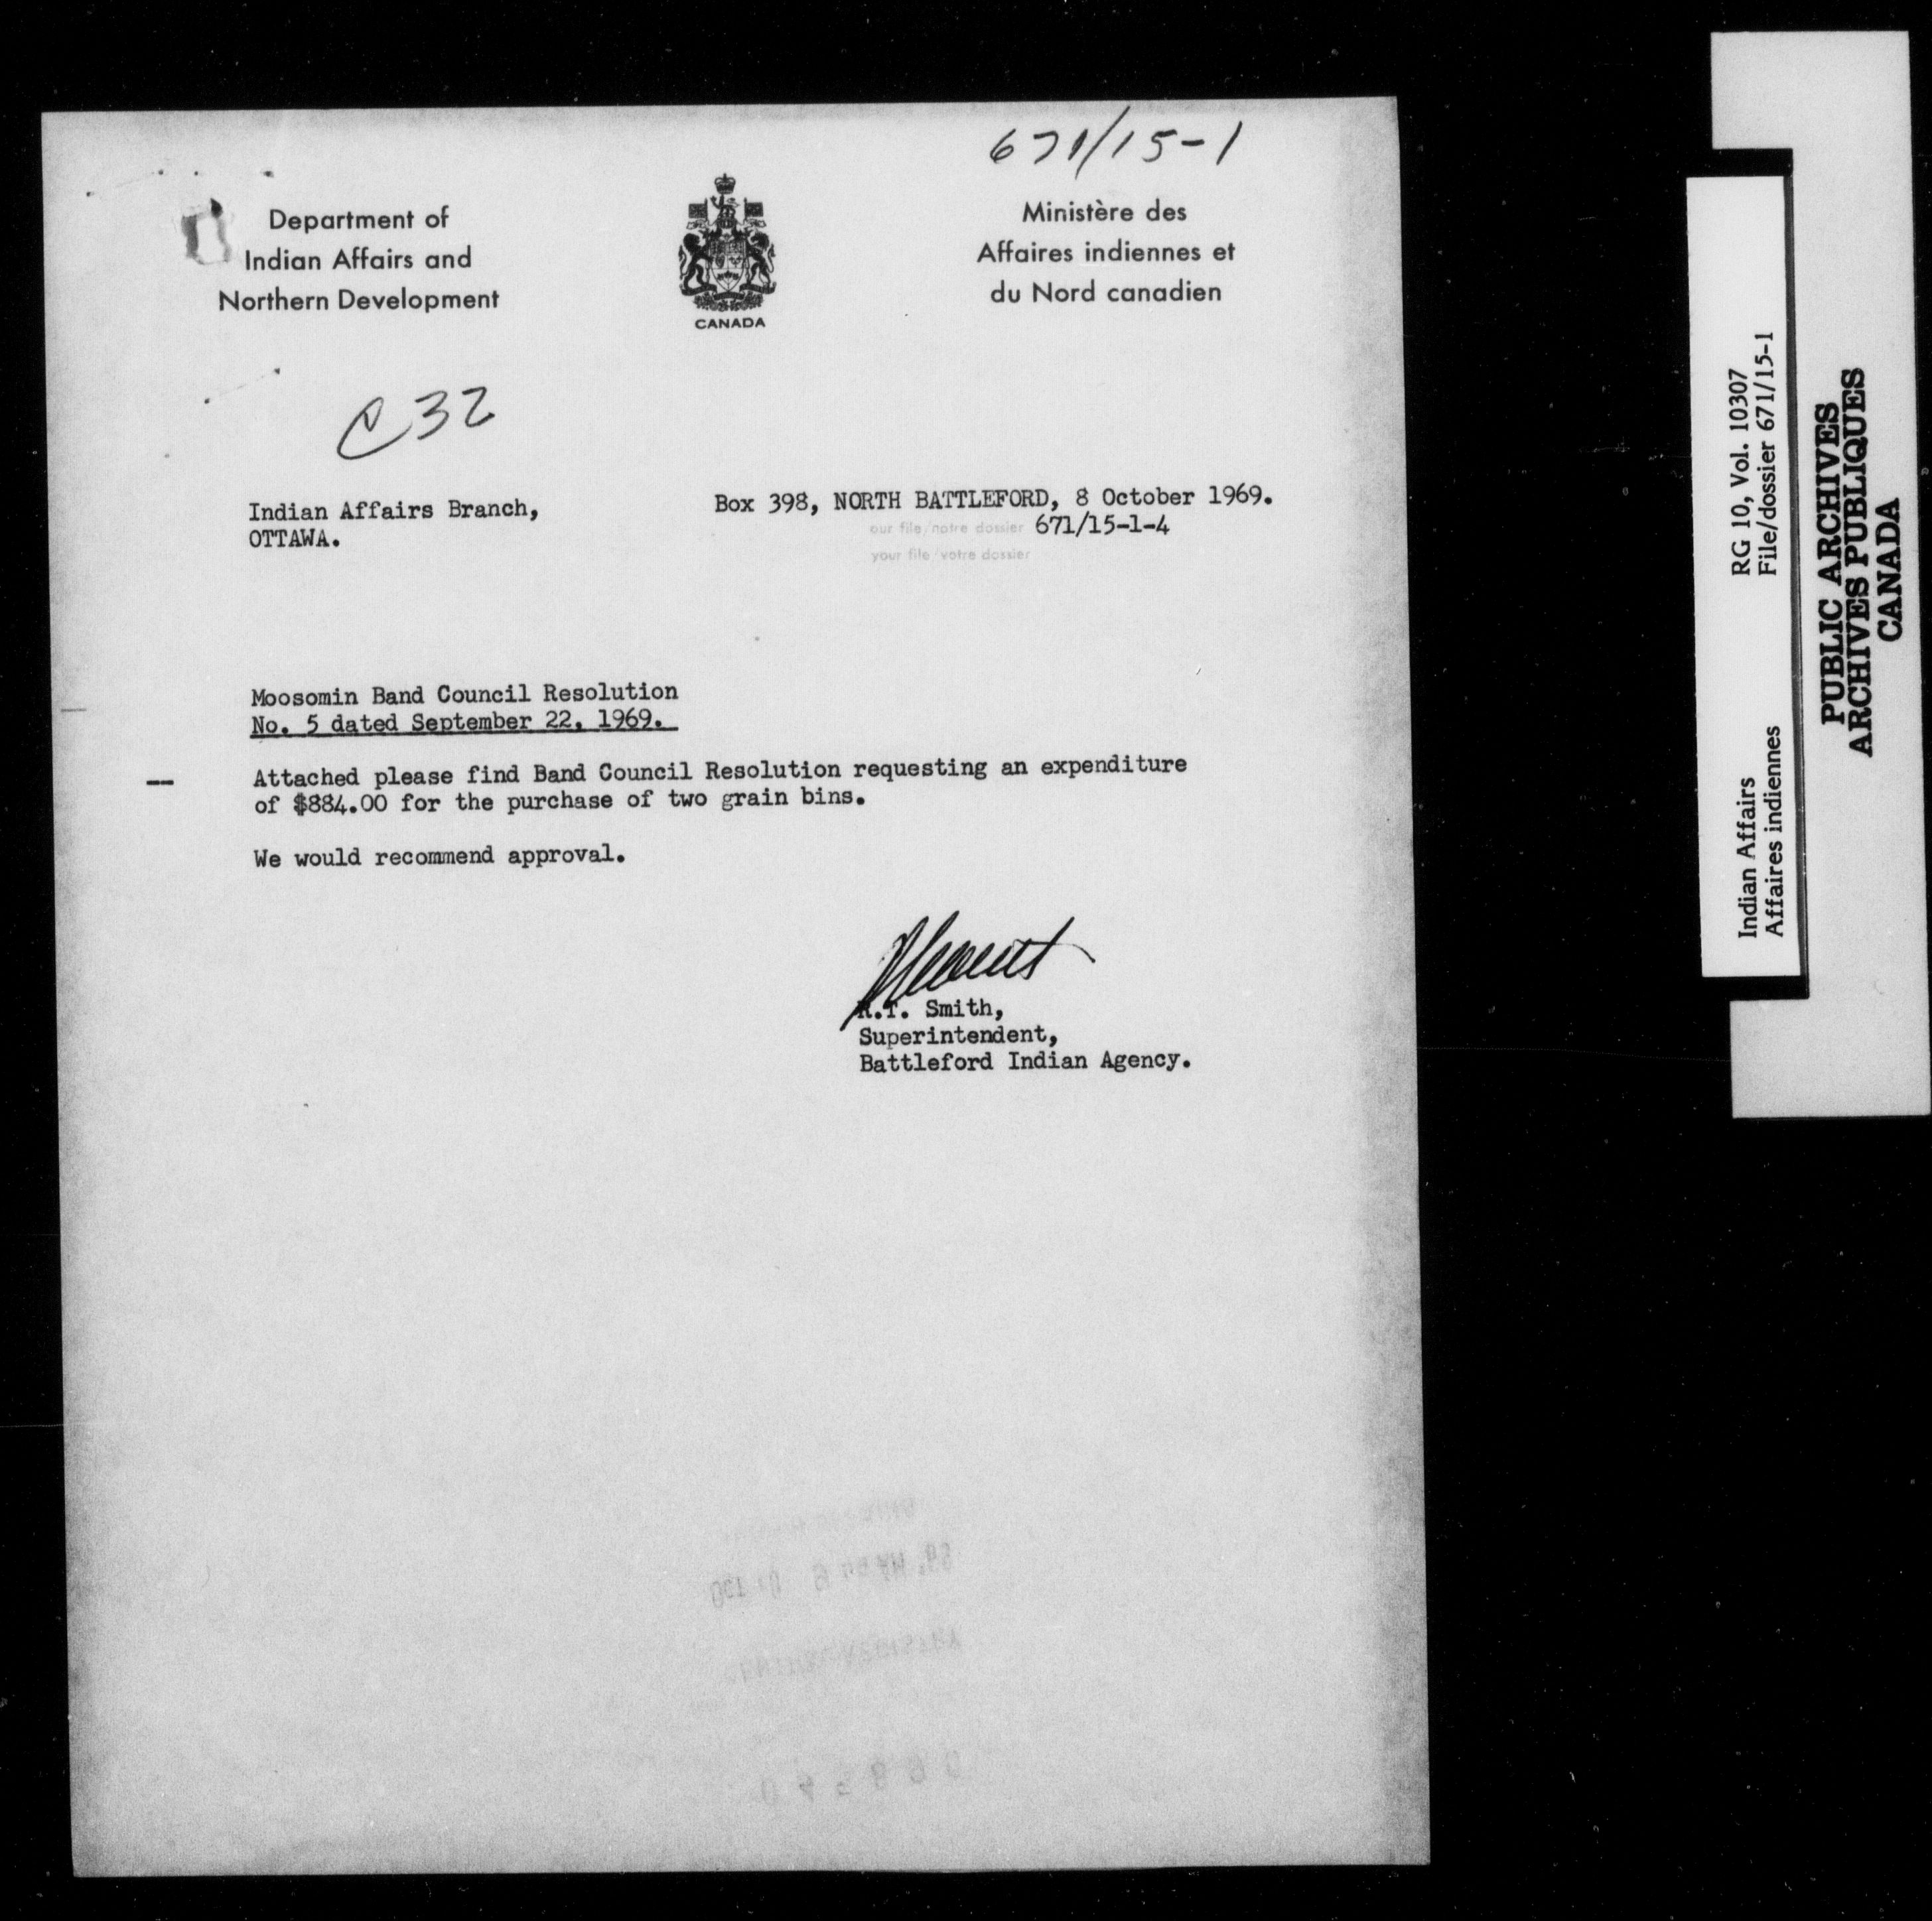 671/15-1
Department of
Indian Affairs and
Northern Development
CANADA
Ministère des
Affaires indiennes et
du Nord canadien
C32
Indian Affairs Branch,
OTTAWA.
Box 398, NORTH BATTLEFORD, 8 October 1969.
our file/notre dossier 671/15-1-4
your file/votre dossier
Moosomin Band Council Resolution
No. 5 dated September 22, 1969.
Attached please find Band Council Resolution requesting an expenditure
of $884.00 for the purchase of two grain bins.
We would recommend approval.
R.T. Smith,
Superintendent,
Battleford Indian Agency.
Indian Affairs RG 10, Vol. 10307
Affaires indiennes File/dossier 671/15-1
PUBLIC ARCHIVES
ARCHIVES PUBLIQUES
CANADA